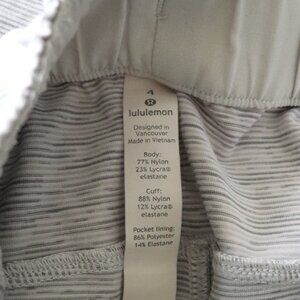 4
lululemon
Designed in
Vancouver
Made in Vietnam
Body:
77% Nylon
23% Lycra®
elastane
Cuff:
88% Nylon
12% Lycra®
elastane
Pocket lining:
86% Polyester
14% Elastane